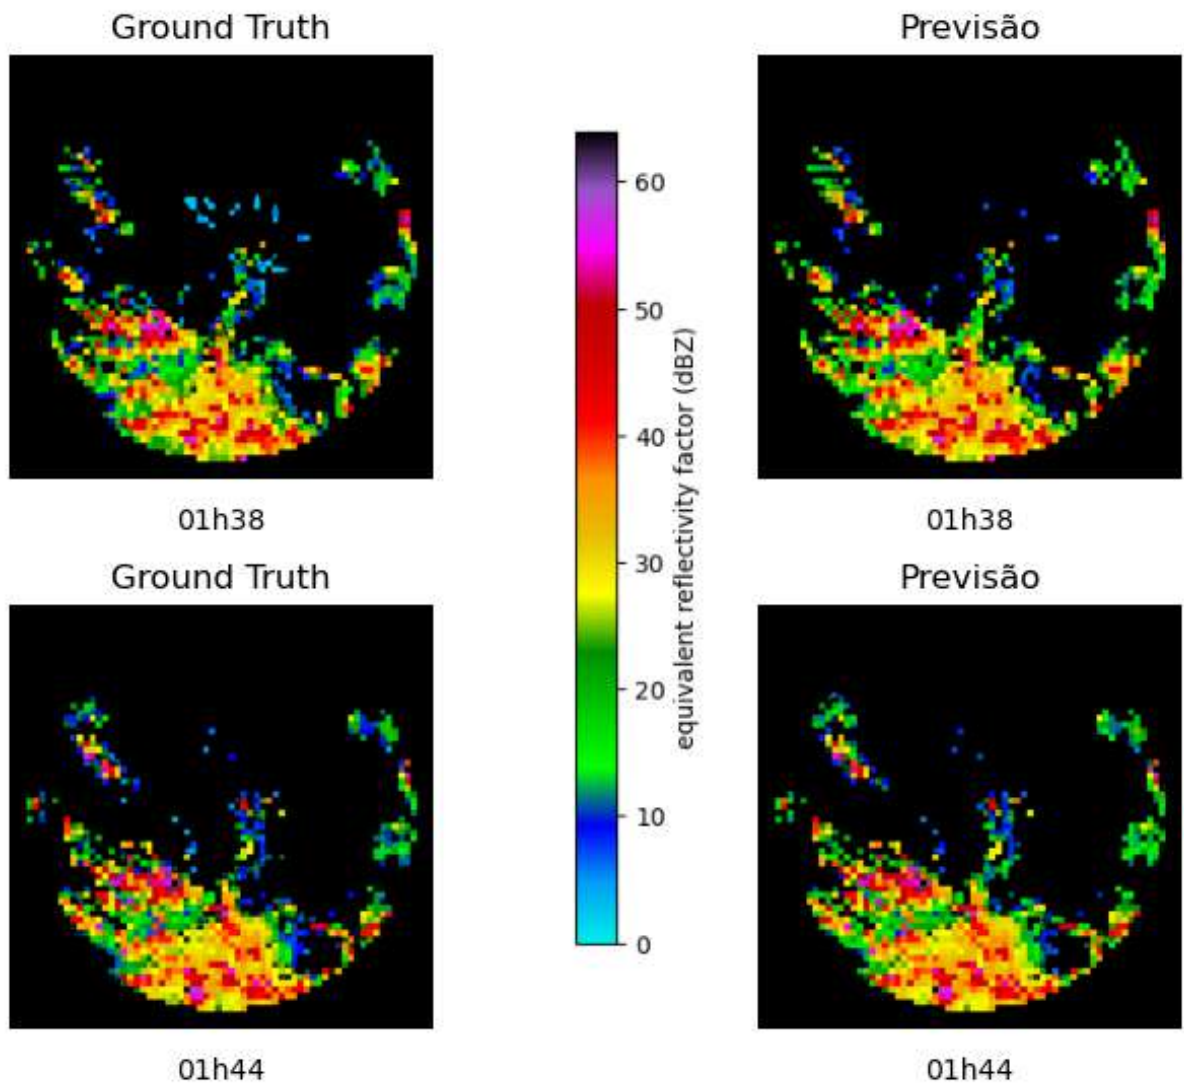 Ground Truth
Previsão
01h38
01h38
60
50
40
30
20
10
0
equivalent reflectivity factor (dBZ)
Ground Truth
Previsão
01h44
01h44